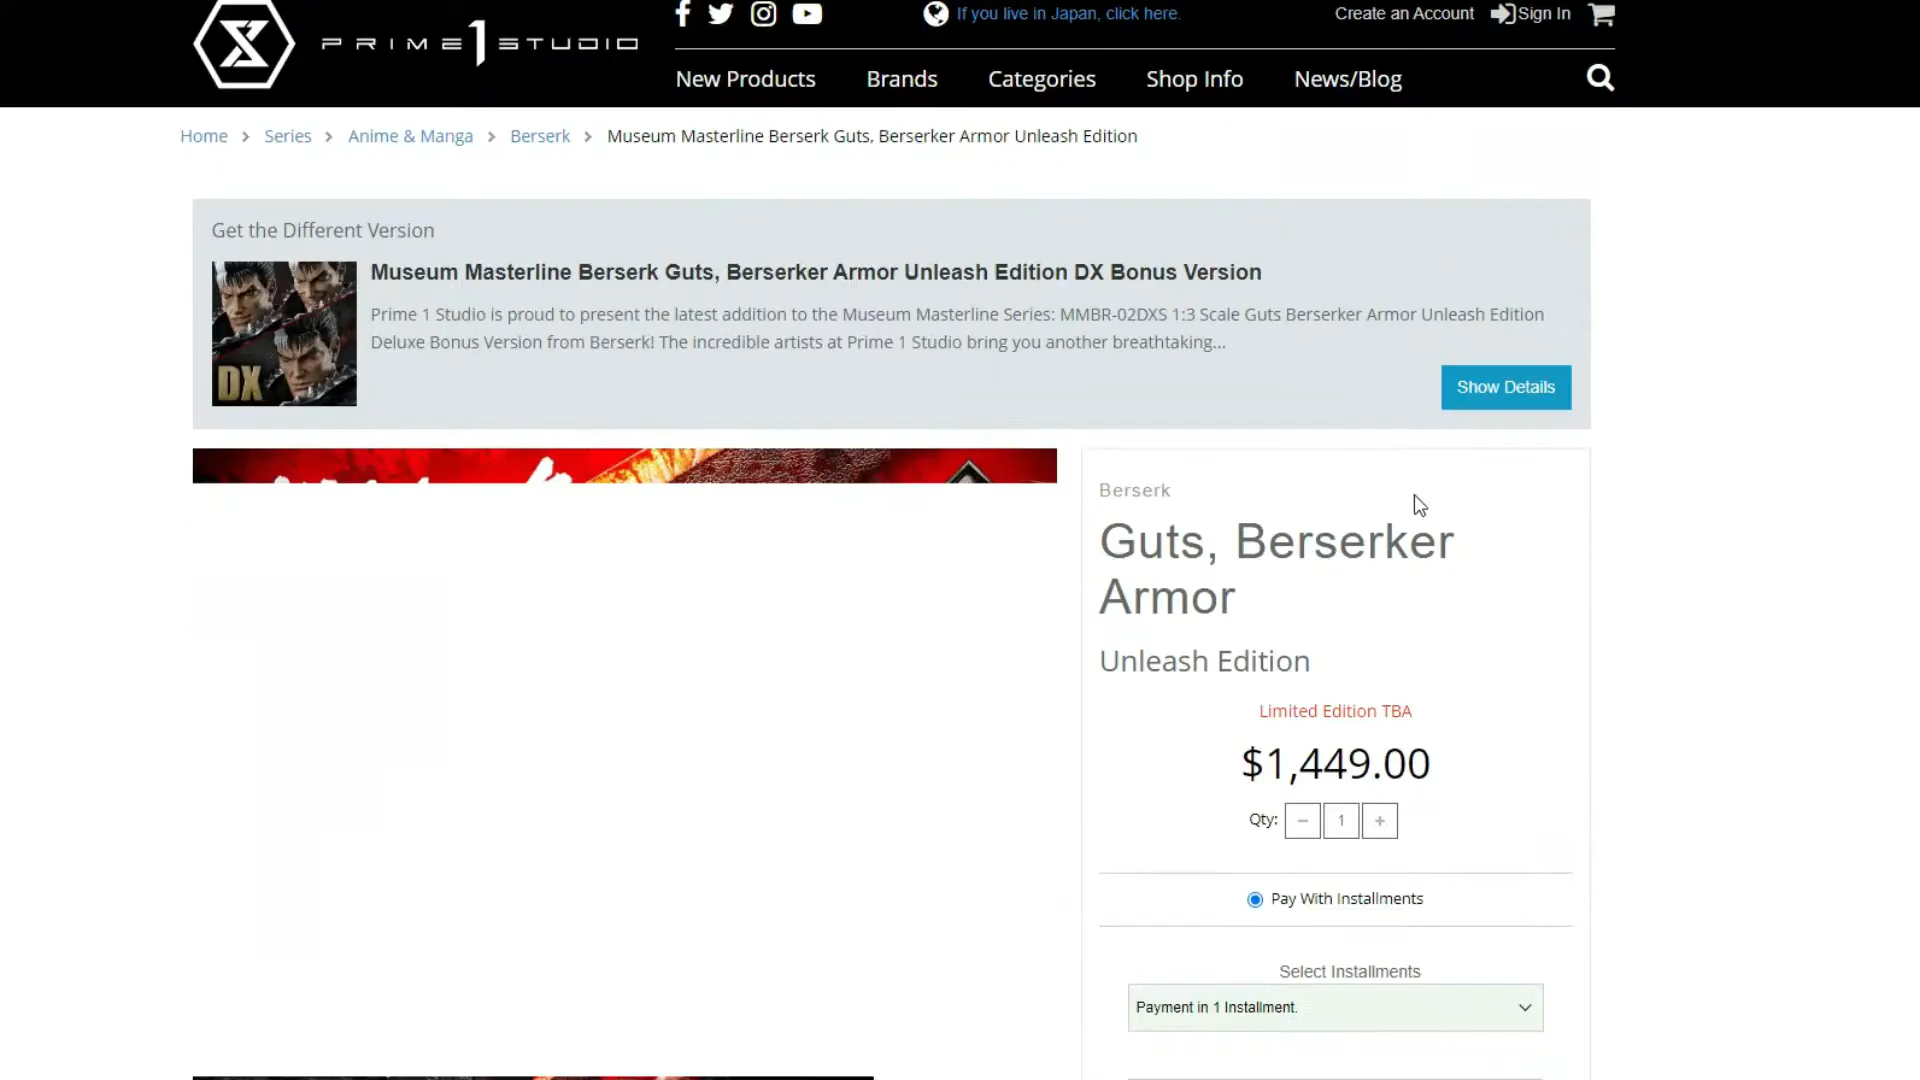 If you live in Japan, click here.
Create an Account
Sign In
PRIME 1 STUDIO
New Products
Brands
Categories
Shop Info
News/Blog
Home > Series > Anime & Manga > Berserk > Museum Masterline Berserk Guts, Berserker Armor Unleash Edition
Get the Different Version
Museum Masterline Berserk Guts, Berserker Armor Unleash Edition DX Bonus Version
Prime 1 Studio is proud to present the latest addition to the Museum Masterline Series: MMBR-02DXS 1:3 Scale Guts Berserker Armor Unleash Edition
Deluxe Bonus Version from Berserk! The incredible artists at Prime 1 Studio bring you another breathtaking...
DX
Show Details
Berserk
Guts, Berserker
Armor
Unleash Edition
Limited Edition TBA
$1,449.00
Qty: − 1 +
Pay With Installments
Select Installments
Payment in 1 Installment.